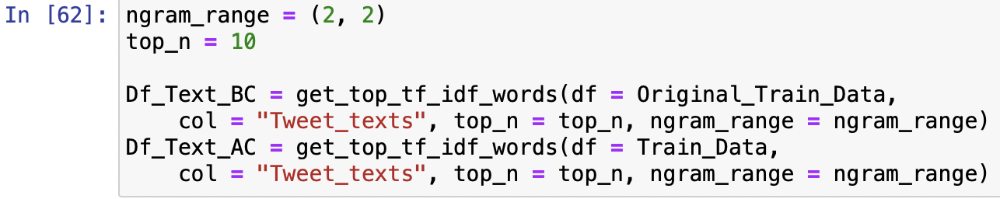 In [62]: ngram_range = (2, 2)
top_n = 10
Df_Text_BC = get_top_tf_idf_words(df = Original_Train_Data,
col = "Tweet_texts", top_n = top_n, ngram_range = ngram_range)
Df_Text_AC = get_top_tf_idf_words(df = Train_Data,
col = "Tweet_texts", top_n = top_n, ngram_range = ngram_range)